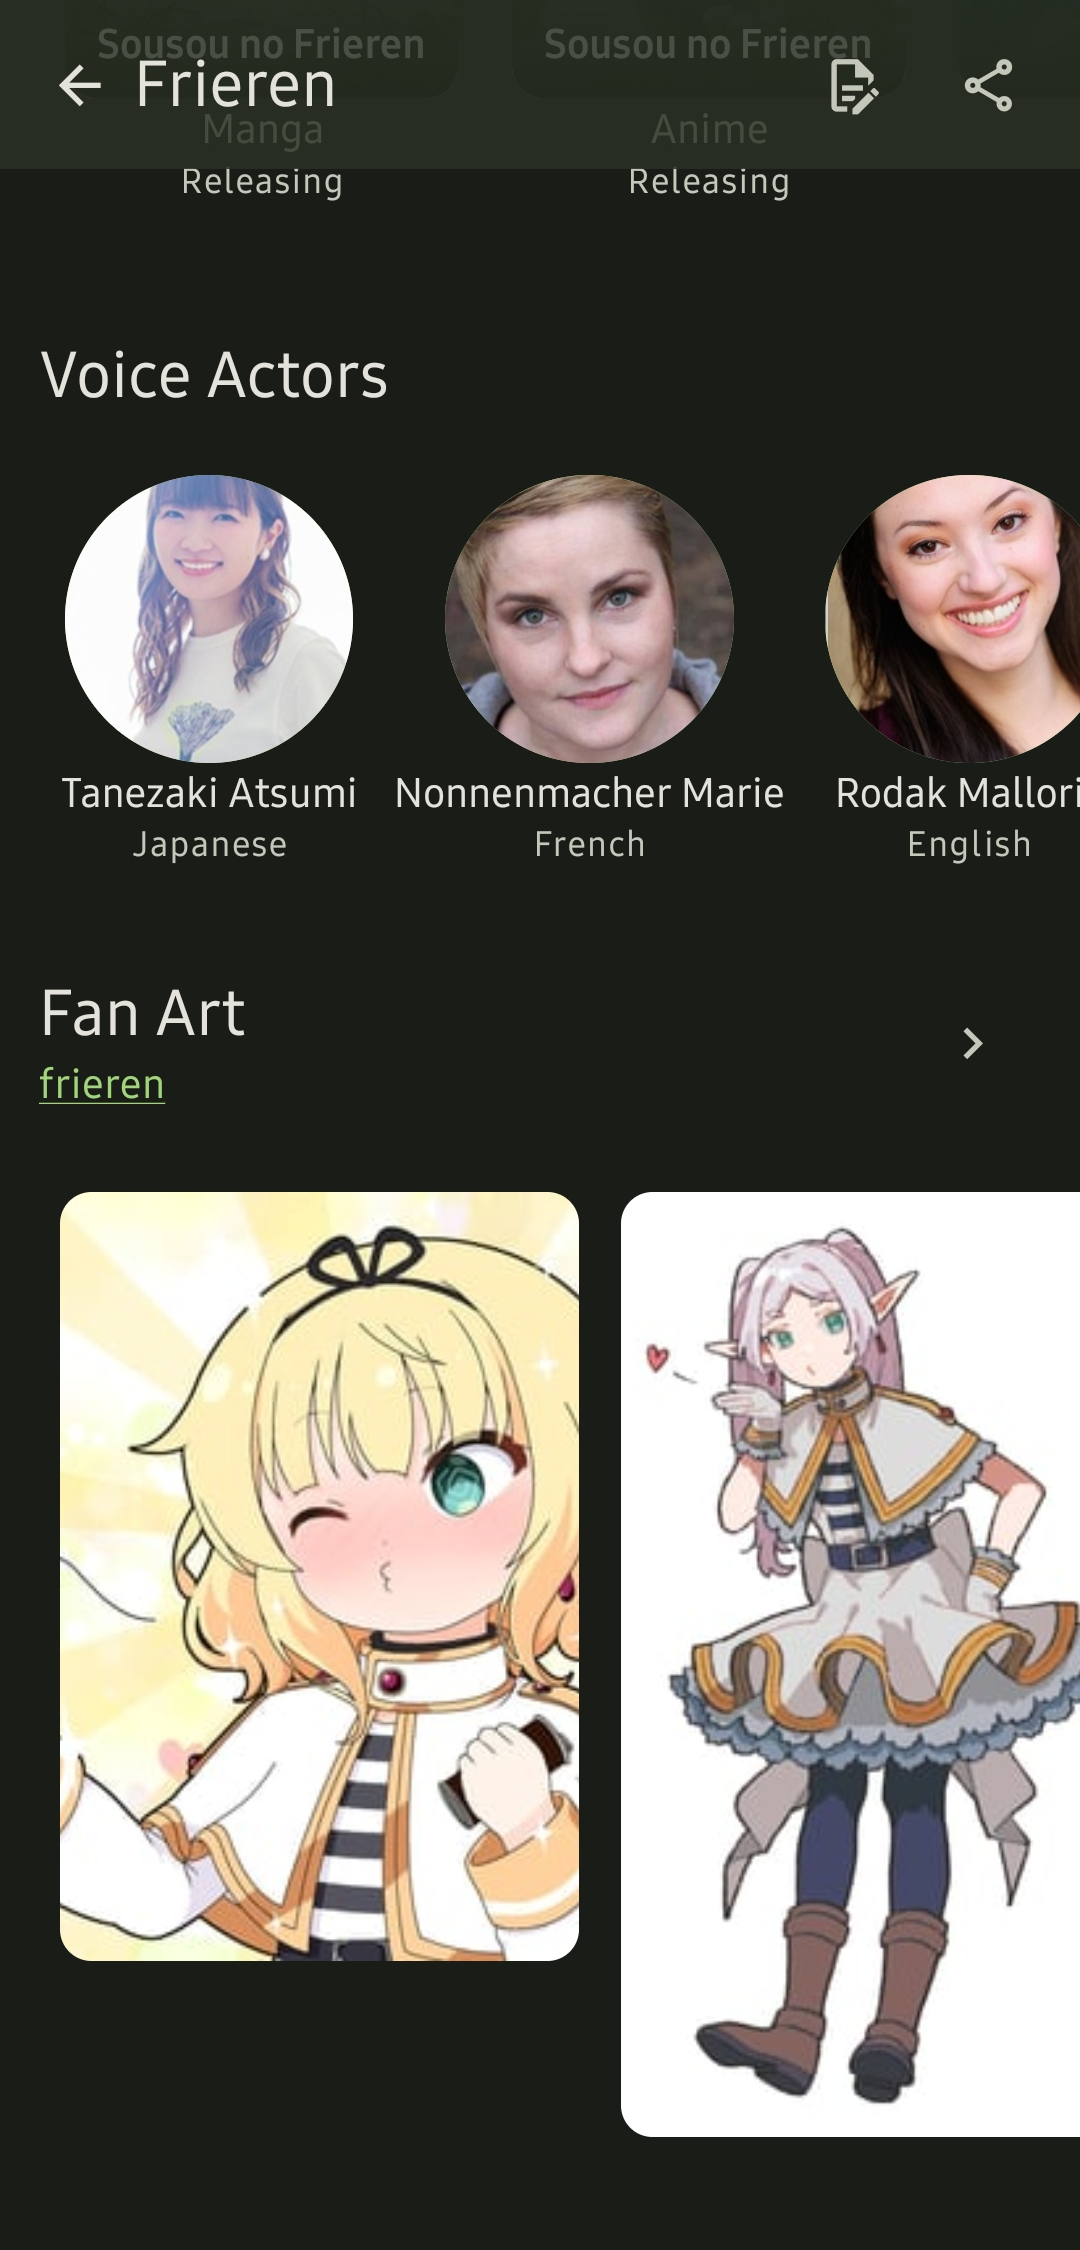 Sousou no Frieren
Sousou no Frieren
Frieren
Manga
Anime
Releasing
Releasing
Voice Actors
Tanezaki Atsumi
Nonnenmacher Marie
Rodak Mallori
Japanese
French
English
Fan Art
frieren